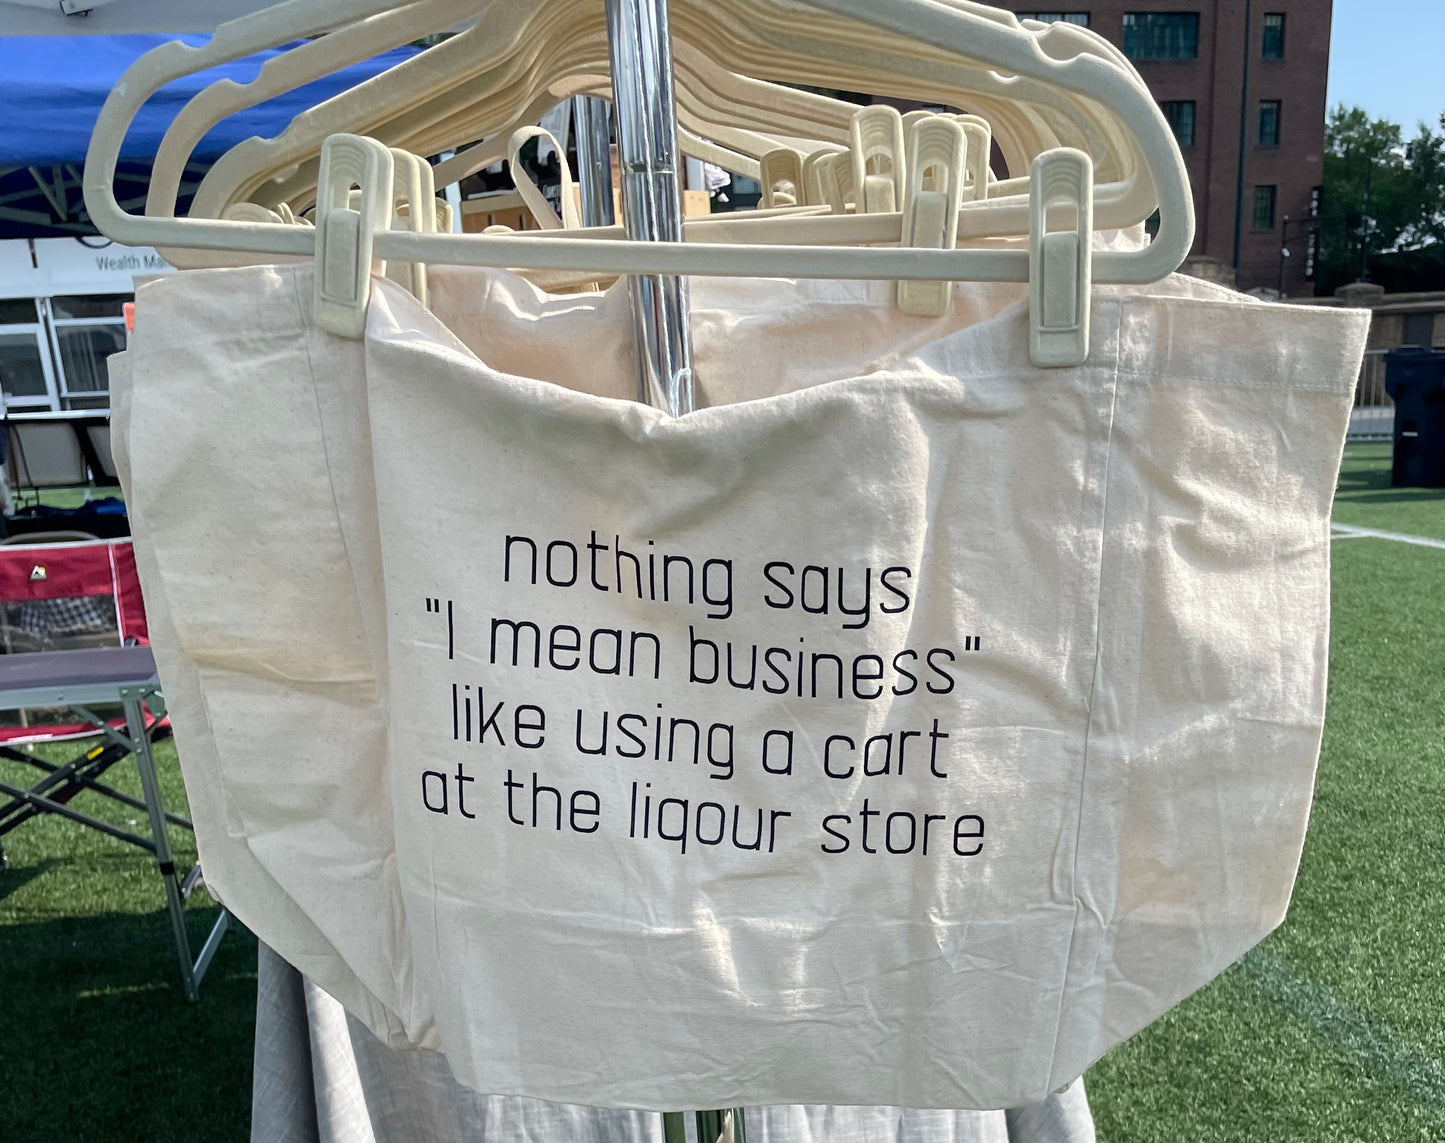 Wealth Ma
nothing says
"I mean business"
like using a cart
at the liqour store